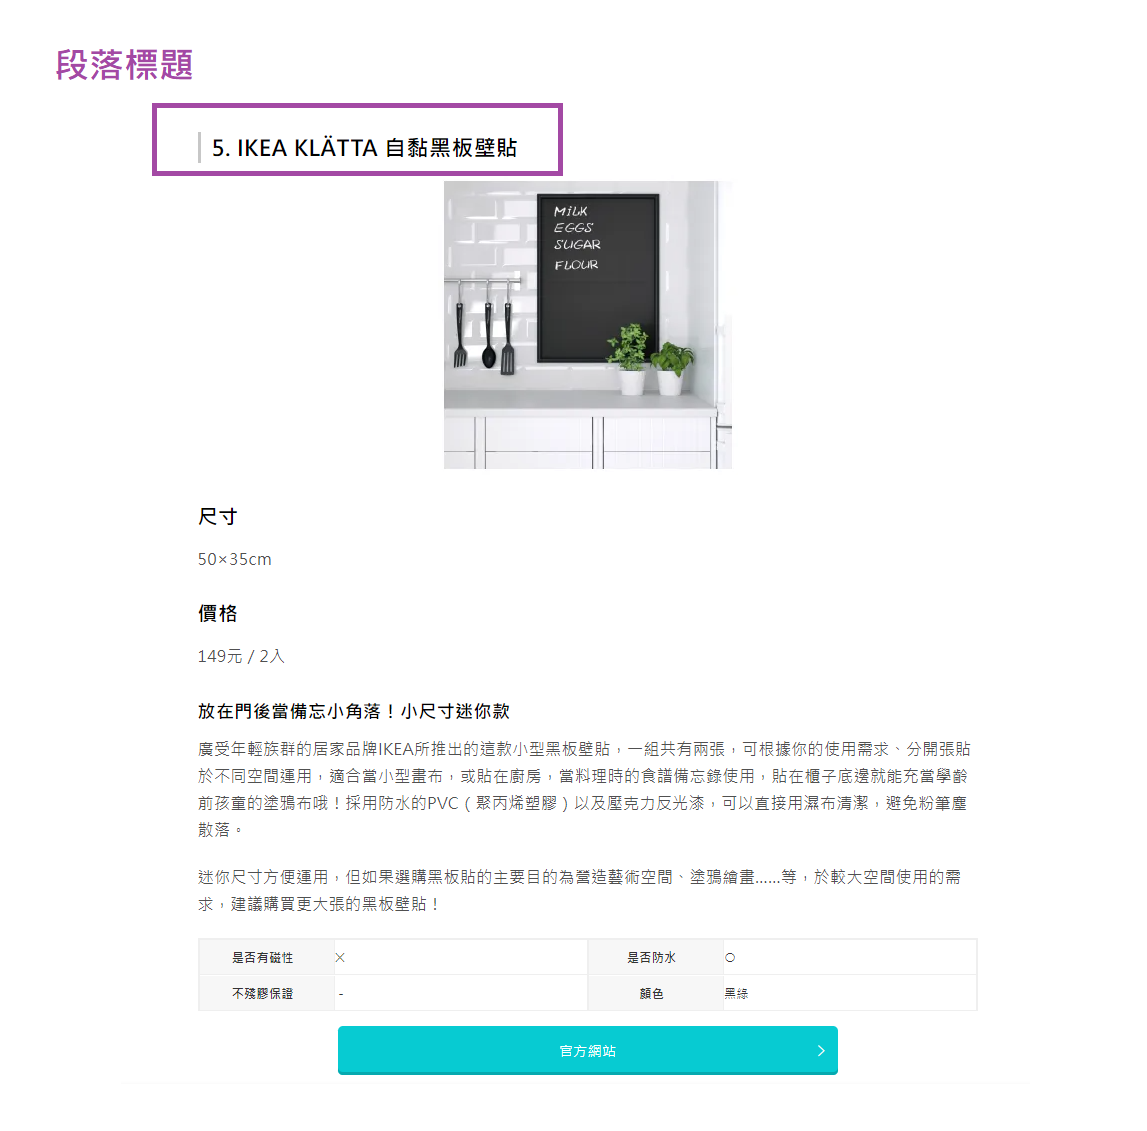 段落標題
5. IKEA KLÄTTA 自黏黑板壁貼
MiLK
EGGS
SUGAR
FLOUR
尺寸
50×35cm
價格
149元 / 2入
放在門後當備忘小角落！小尺寸迷你款
廣受年輕族群的居家品牌IKEA所推出的這款小型黑板壁貼，一組共有兩張，可根據你的使用需求、分開張貼
於不同空間運用，適合當小型畫布，或貼在廚房，當料理時的食譜備忘錄使用，貼在櫃子底邊就能充當學齡
前孩童的塗鴉布哦！採用防水的PVC（聚丙烯塑膠）以及壓克力反光漆，可以直接用濕布清潔，避免粉筆塵
散落。
迷你尺寸方便運用，但如果選購黑板貼的主要目的為營造藝術空間、塗鴉繪畫……等，於較大空間使用的需
求，建議購買更大張的黑板壁貼！
是否有磁性 X 是否防水 ○
不殘膠保證 - 顏色 黑綠
官方網站